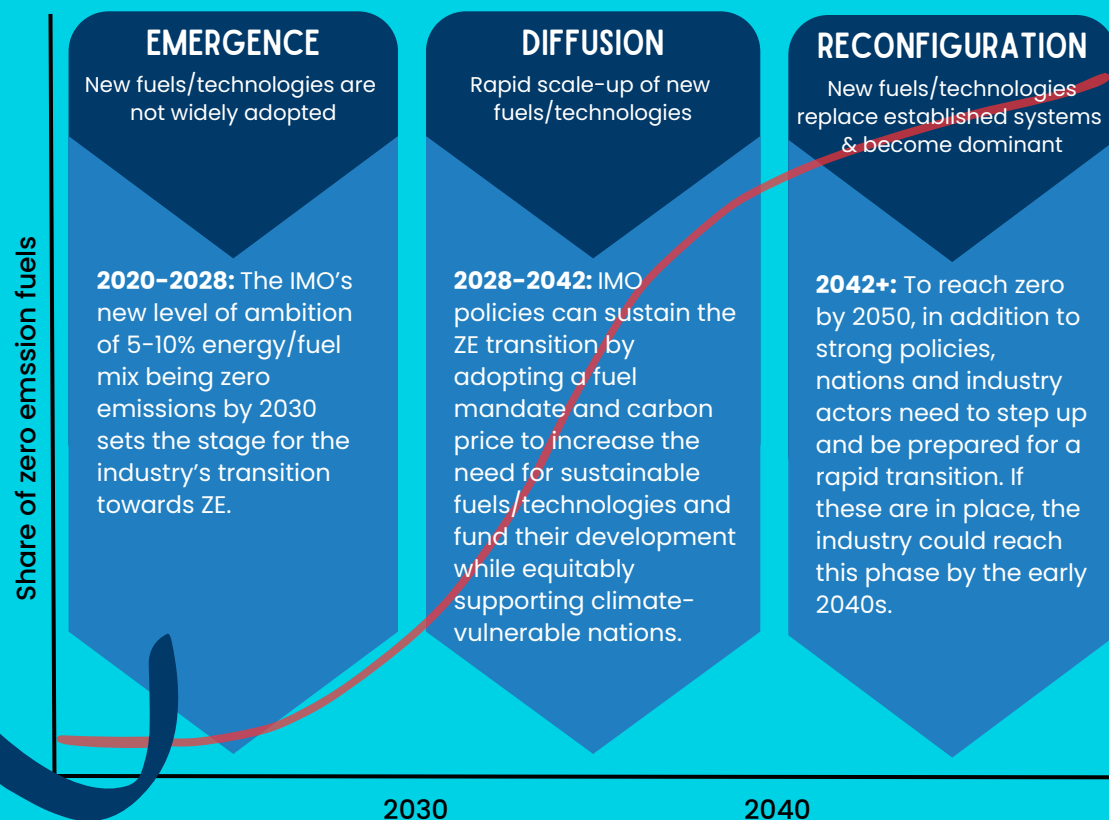 Share of zero emssion fuels
EMERGENCE
New fuels/technologies are
not widely adopted
2020-2028: The IMO's
new level of ambition
of 5-10% energy/fuel
mix being zero
emissions by 2030
sets the stage for the
industry's transition
towards ZE.
DIFFUSION
Rapid scale-up of new
fuels/technologies
2028-2042: IMO
policies can sustain the
ZE transition by
adopting a fuel
mandate and carbon
price to increase the
need for sustainable
fuels/technologies and
fund their development
while equitably
supporting climate-
vulnerable nations.
RECONFIGURATION
New fuels/technologies
replace established systems
& become dominant
2042+: To reach zero
by 2050, in addition to
strong policies,
nations and industry
actors need to step up
and be prepared for a
rapid transition. If
these are in place, the
industry could reach
this phase by the early
2040s.
2030
2040